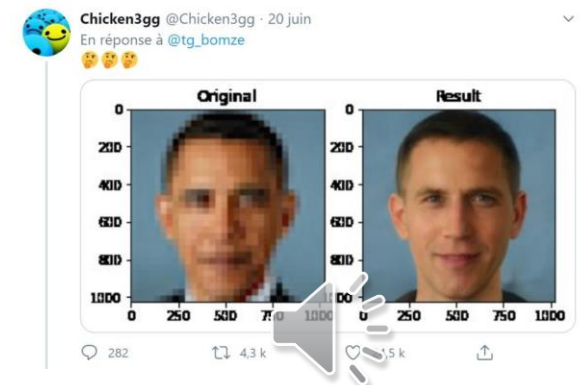 Chicken3gg @Chicken3gg · 20 juin
En réponse à @tg_bomze
Original Result
0 0
200 200
400 400
600 600
800 800
1000
0 250 500 0 250 500 750 1000
282 4,3 k